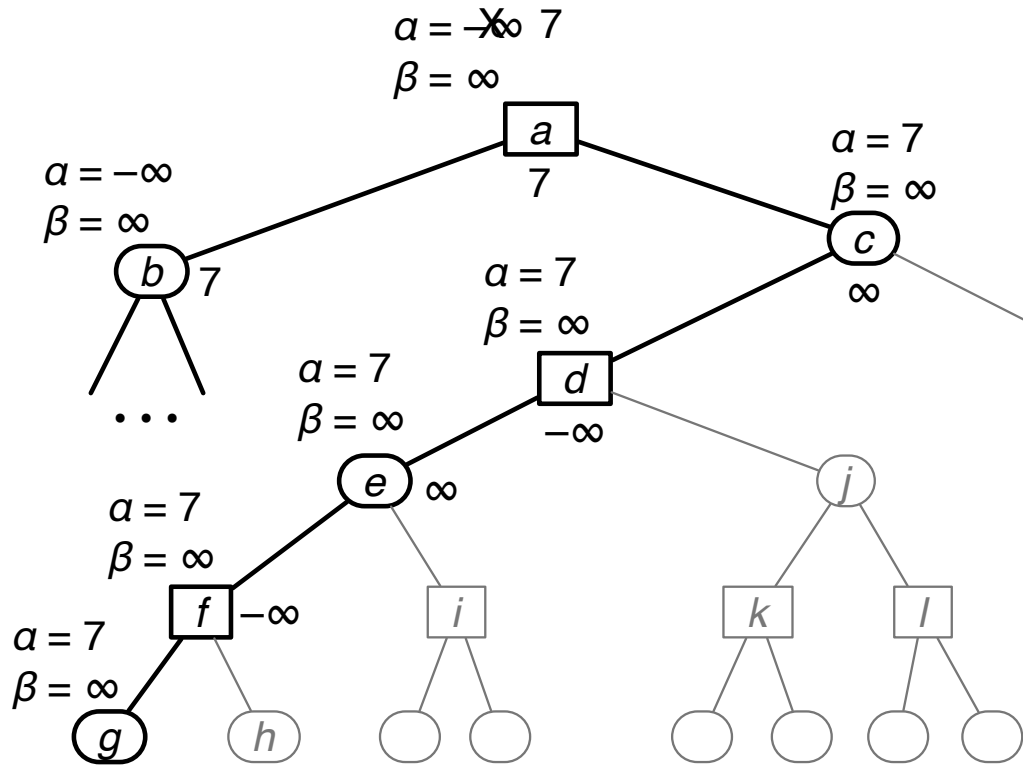 α = −∞ 7
β = ∞
a
7
α = 7
β = ∞
c
∞
α = −∞
β = ∞
b 7
...
α = 7
β = ∞
d
−∞
α = 7
β = ∞
e ∞
j
α = 7
β = ∞
f −∞
i
k
l
α = 7
β = ∞
g
h